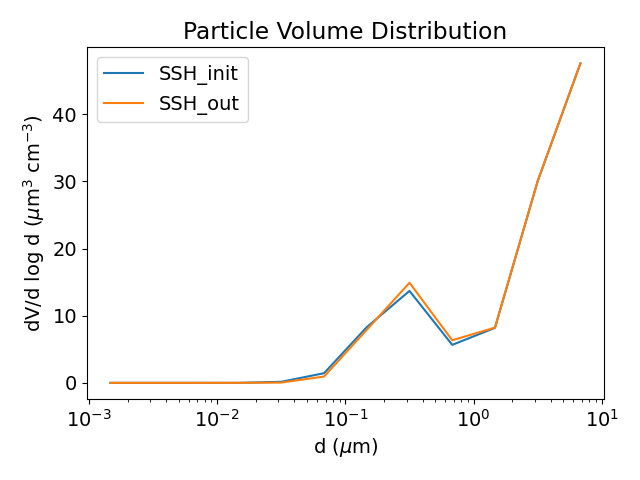 Particle Volume Distribution
SSH_init
SSH_out
dV/d log d (μm³ cm⁻³)
40
30
20
10
0
10⁻³ 10⁻² 10⁻¹ 10⁰ 10¹
d (μm)